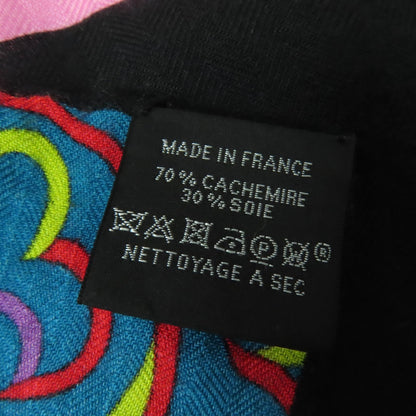 MADE IN FRANCE
70% CACHEMIRE
30% SOIE
P W ®
NETTOYAGE A SEC